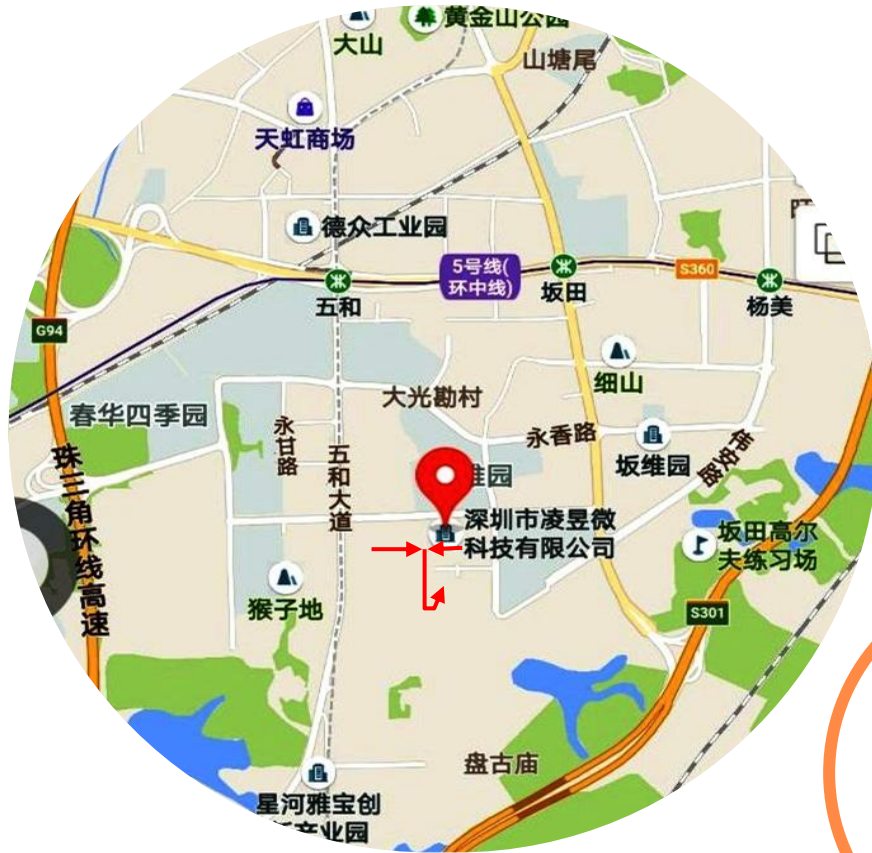 黄金山公园
大山
山塘尾
天虹商场
德众工业园
5号线(
环中线)
S360
五和
坂田
杨美
G94
细山
大光勘村
春华四季园
永甘路
永香路
坂维园
五和大道
维园
珠三角环线高速
深圳市凌昱微
科技有限公司
坂田高尔
夫练习场
猴子地
S301
盘古庙
星河雅宝创
产业园